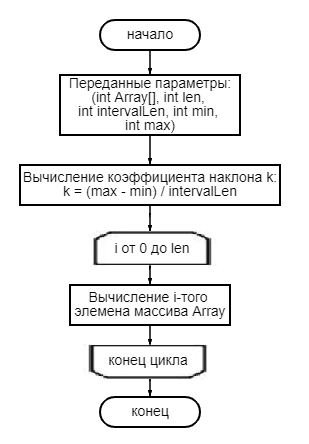 начало
Переданные параметры:
(int Array[], int len,
int intervalLen, int min,
int max)
Вычисление коэффициента наклона k:
k = (max - min) / intervalLen
i от 0 до len
Вычисление i-того
элемена массива Array
конец цикла
конец